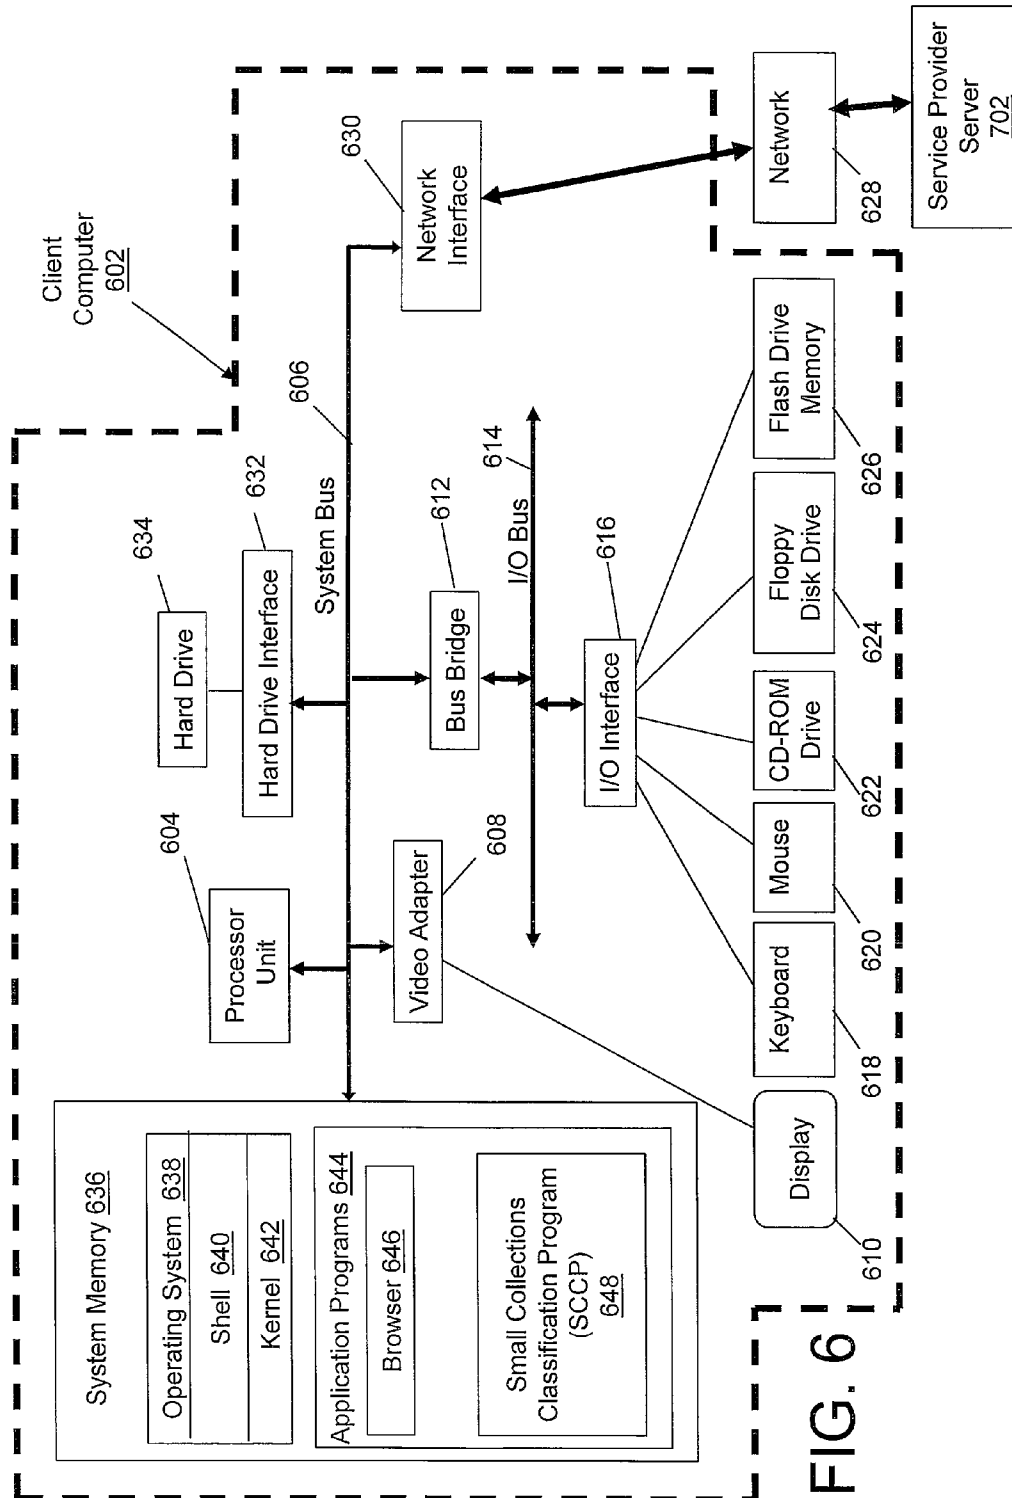 Client
Computer
602
System Memory 636
Operating System 638
Shell 640
Kernel 642
Application Programs 644
Browser 646
Small Collections
Classification Program
(SCCP)
648
604
Processor
Unit
634
Hard Drive
632
Hard Drive Interface
System Bus
606
630
Network
Interface
Video Adapter
608
Bus Bridge
612
I/O Bus
614
I/O Interface
616
Display
610
Keyboard
618
Mouse
620
CD-ROM
Drive
622
Floppy
Disk Drive
624
Flash Drive
Memory
626
Network
628
Service Provider
Server
702
FIG. 6